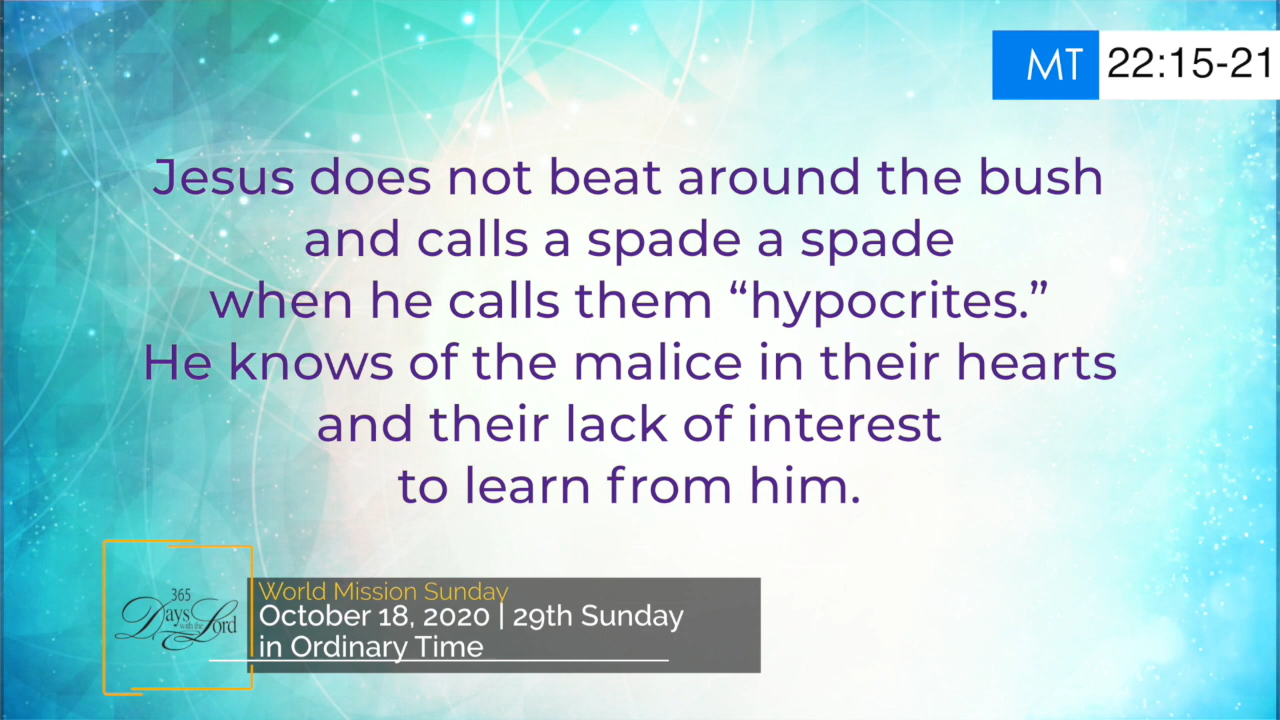 MT 22:15-21
Jesus does not beat around the bush
and calls a spade a spade
when he calls them “hypocrites.”
He knows of the malice in their hearts
and their lack of interest
to learn from him.
365
Days with the Lord
World Mission Sunday
October 18, 2020 | 29th Sunday
in Ordinary Time